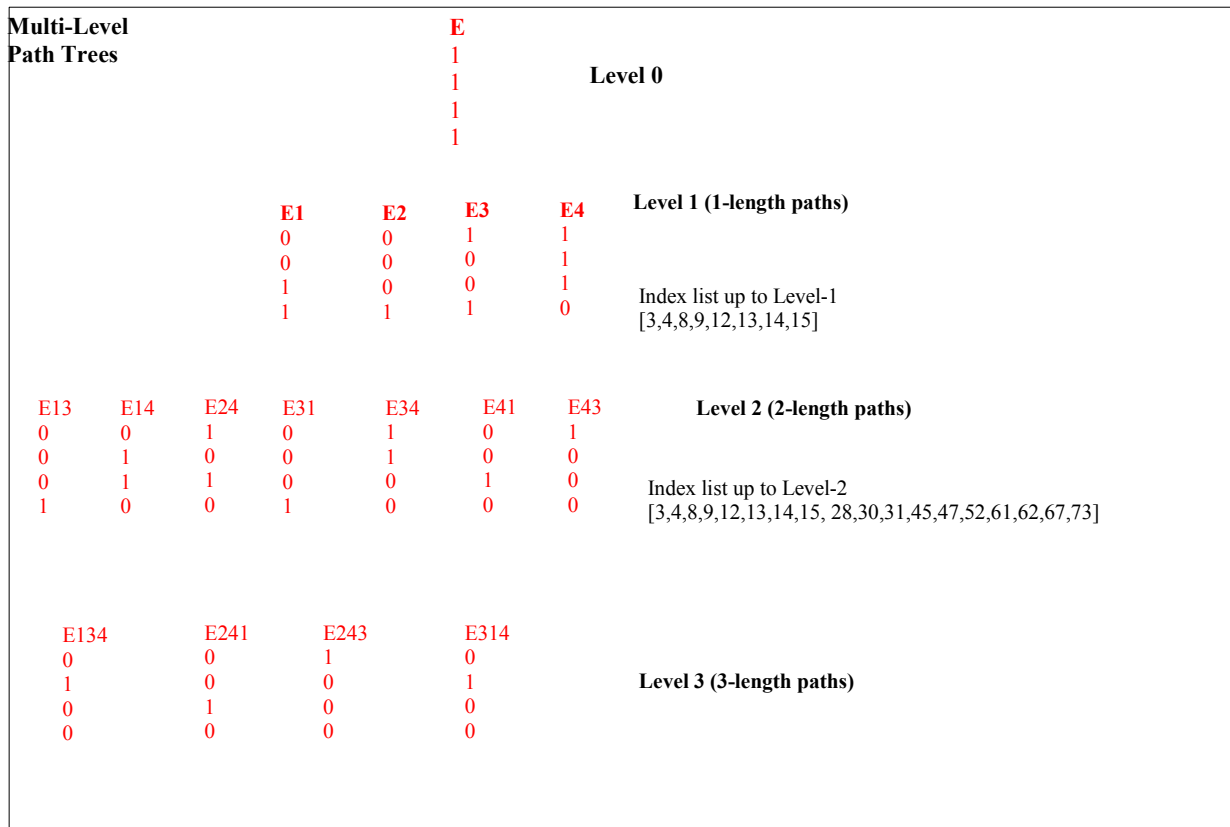 Multi-Level
Path Trees
E
1
1
1
1
Level 0
E1 E2 E3 E4
0 0 1 1
0 0 0 1
1 0 0 1
1 1 1 0
Level 1 (1-length paths)
Index list up to Level-1
[3,4,8,9,12,13,14,15]
E13 E14 E24 E31 E34 E41 E43
0 0 1 0 1 0 1
0 1 0 0 1 0 0
0 1 1 0 0 1 0
1 0 0 1 0 0 0
Level 2 (2-length paths)
Index list up to Level-2
[3,4,8,9,12,13,14,15, 28,30,31,45,47,52,61,62,67,73]
E134 E241 E243 E314
0 0 1 0
1 0 0 1
0 1 0 0
0 0 0 0
Level 3 (3-length paths)